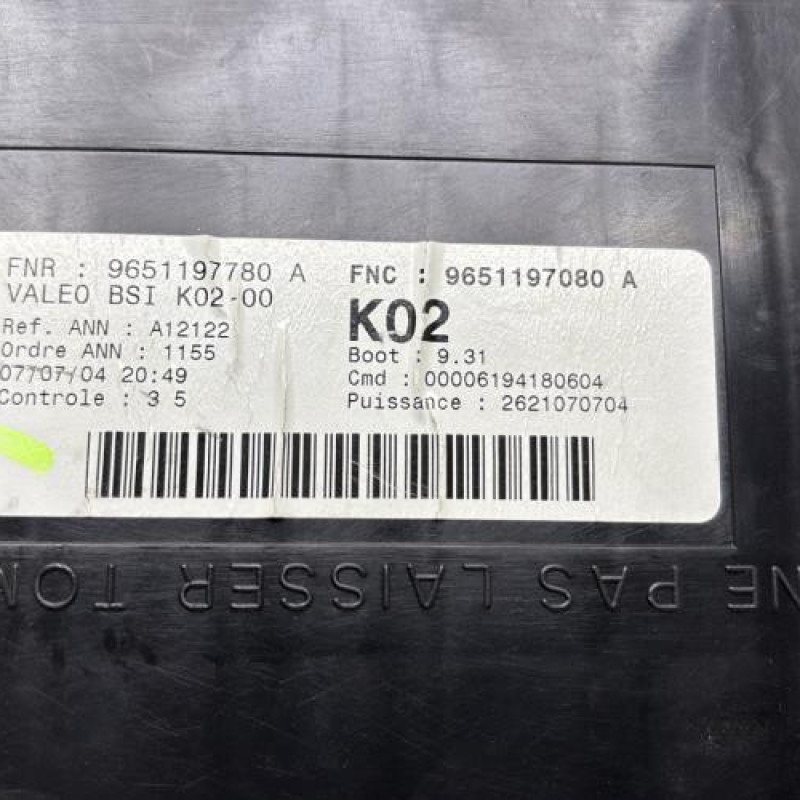 FNR : 9651197780 A FNC : 9651197080 A
VALEO BSI K02-00 K02
Ref. ANN : A12122
Ordre ANN : 1155 Boot : 9.31
07/07/04 20:49 Cmd : 00006194180604
Controle : 3 5 Puissance : 2621070704
NE PAS LAISSER TOM